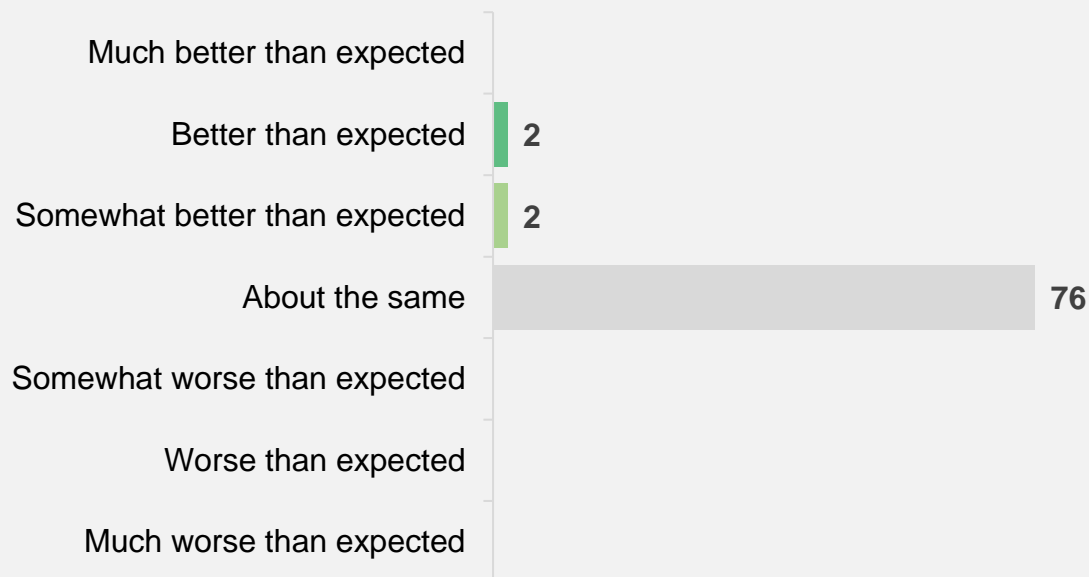 Much better than expected
Better than expected 2
Somewhat better than expected 2
About the same 76
Somewhat worse than expected
Worse than expected
Much worse than expected